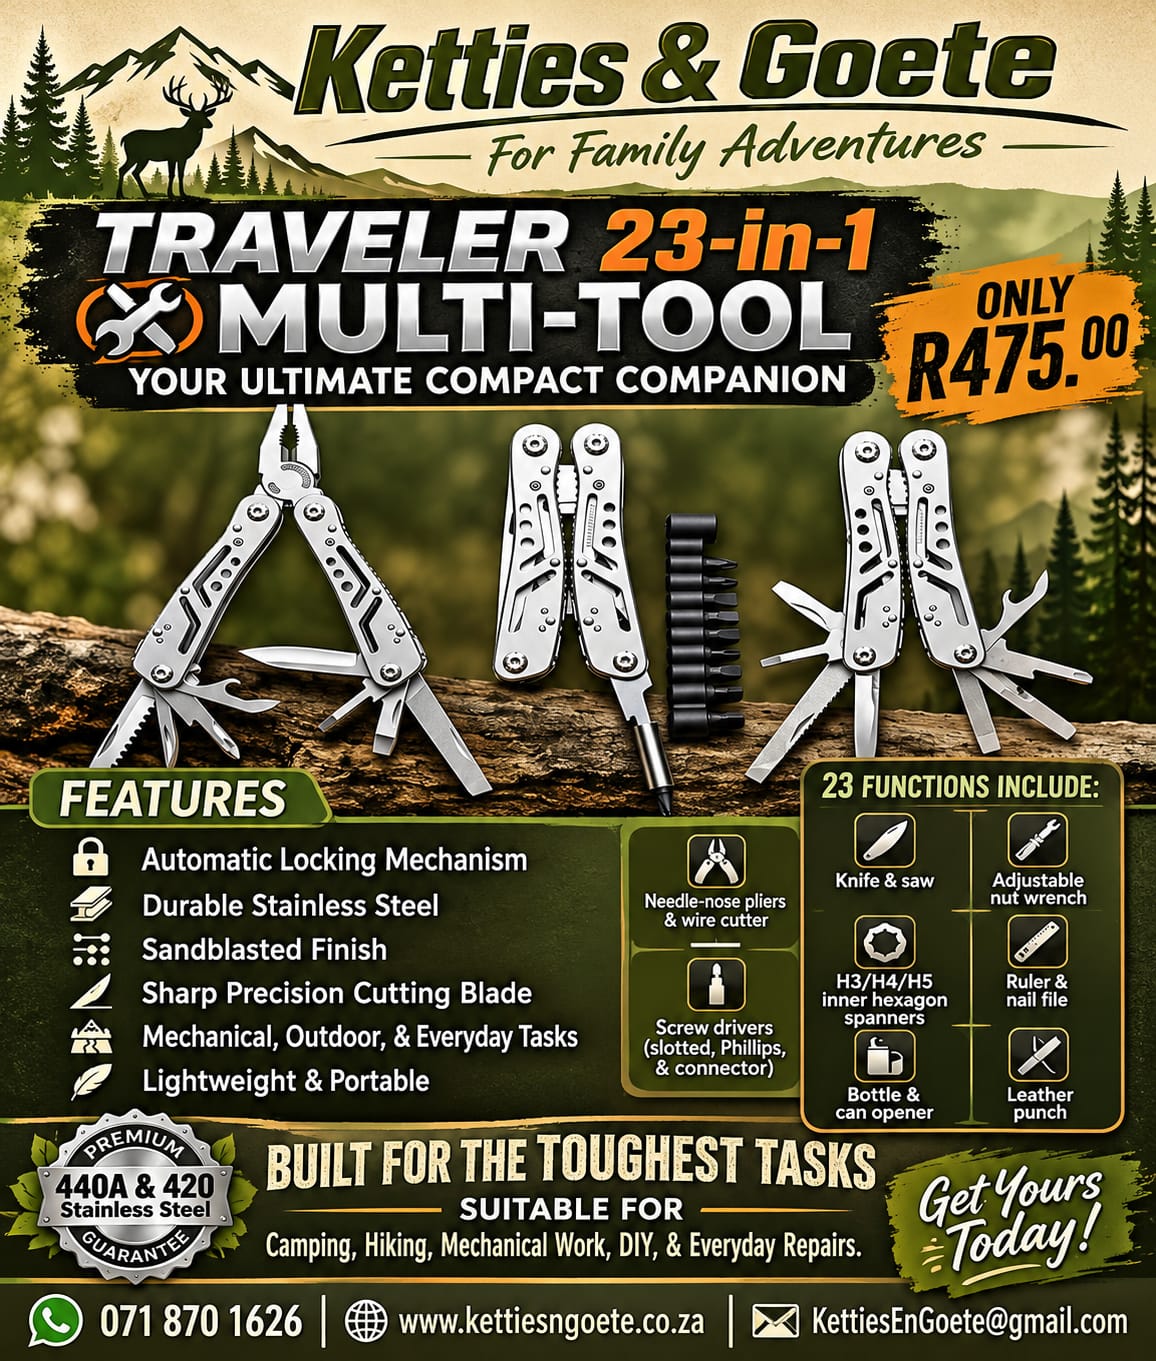 Ketties & Goete
For Family Adventures
TRAVELER 23-in-1
MULTI-TOOL
YOUR ULTIMATE COMPACT COMPANION
ONLY
R475.00
FEATURES
Automatic Locking Mechanism
Durable Stainless Steel
Sandblasted Finish
Sharp Precision Cutting Blade
Mechanical, Outdoor, & Everyday Tasks
Lightweight & Portable
Needle-nose pliers
& wire cutter
Screw drivers
(slotted, Phillips,
& connector)
23 FUNCTIONS INCLUDE:
Knife & saw
Adjustable
nut wrench
H3/H4/H5
inner hexagon
spanners
Ruler &
nail file
Bottle &
can opener
Leather
punch
PREMIUM
440A & 420
Stainless Steel
GUARANTEE
BUILT FOR THE TOUGHEST TASKS
SUITABLE FOR
Camping, Hiking, Mechanical Work, DIY, & Everyday Repairs.
Get Yours
Today!
071 870 1626
www.kettiesngoete.co.za
KettiesEnGoete@gmail.com